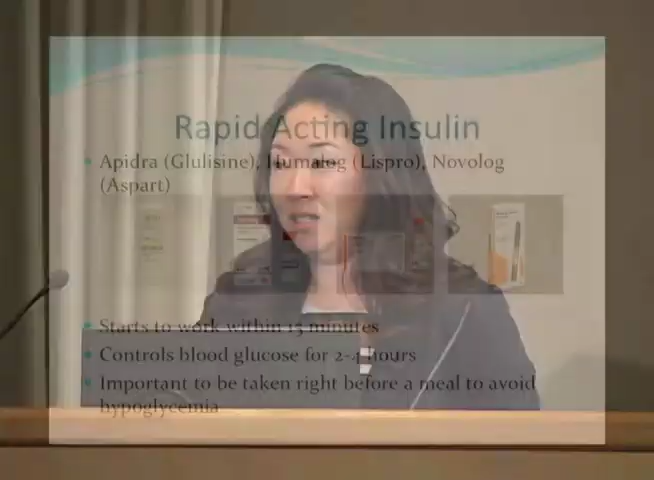 Rapid Acting Insulin
• Apidra (Glulisine), Humalog (Lispro), Novolog
(Aspart)
• Starts to work within 15 minutes
• Controls blood glucose for 2-4 hours
• Important to be taken right before a meal to avoid
hypoglycemia